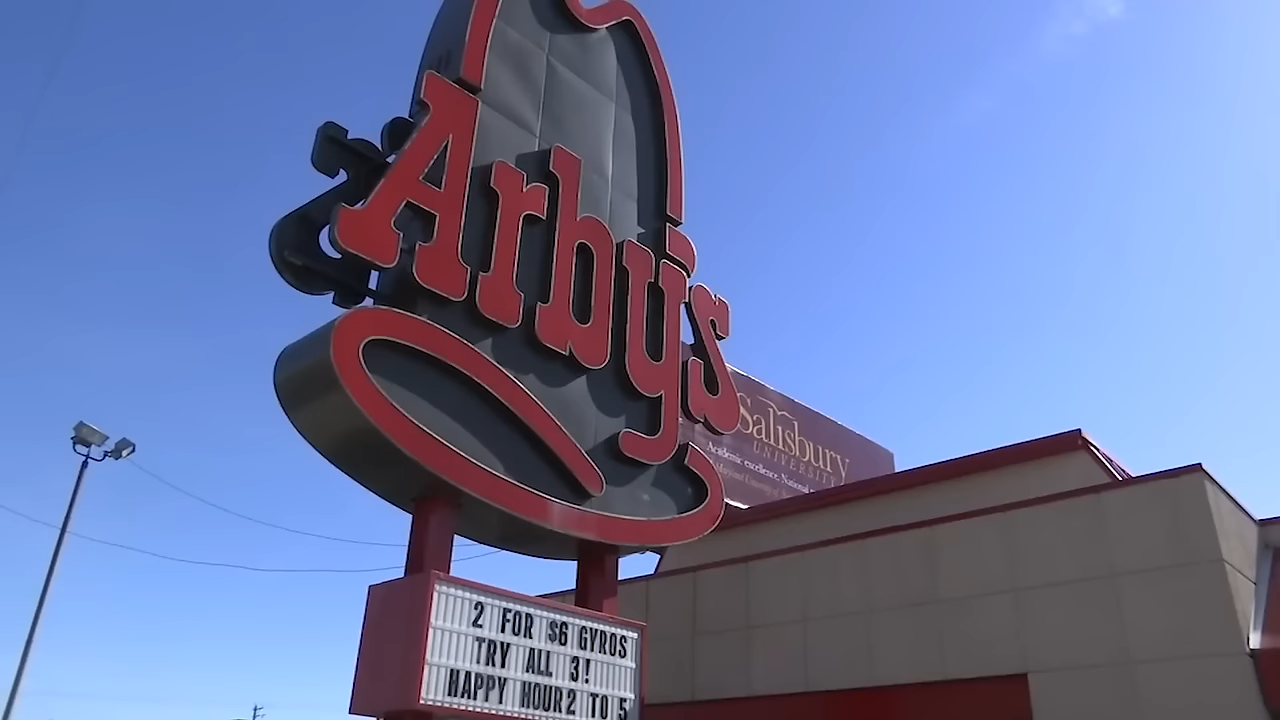 Arby's
Salisbury
UNIVERSITY
Academic excellence. National
2 FOR $6 GYROS
TRY ALL 3!
HAPPY HOUR 2 TO 5